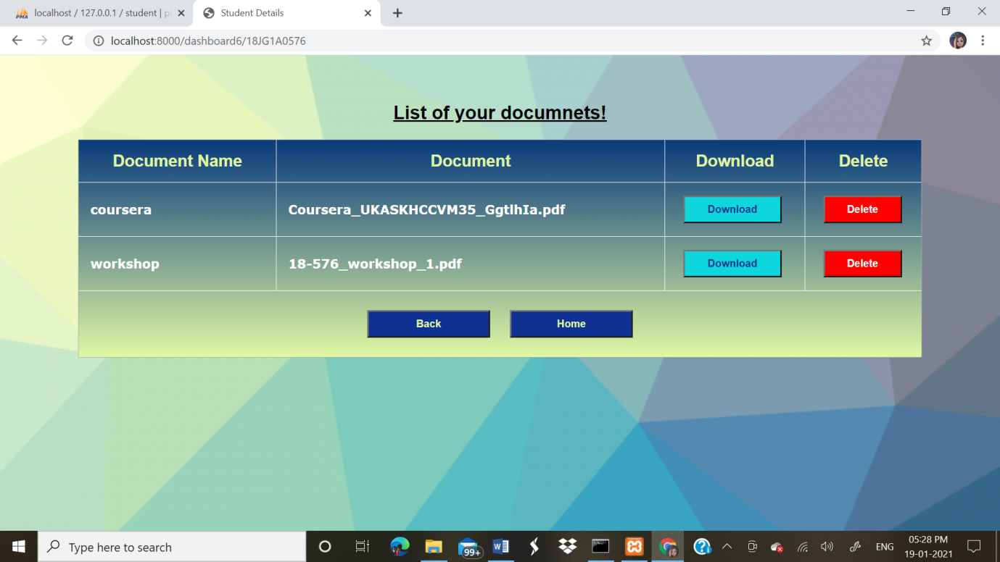 PMA localhost / 127.0.0.1 / student | p
Student Details
localhost:8000/dashboard6/18JG1A0576
List of your documnets!
Document Name Document Download Delete
coursera Coursera_UKASKHCCVM35_GgtlhIa.pdf Download Delete
workshop 18-576_workshop_1.pdf Download Delete
Back Home
Type here to search
99+
ENG
05:28 PM
19-01-2021